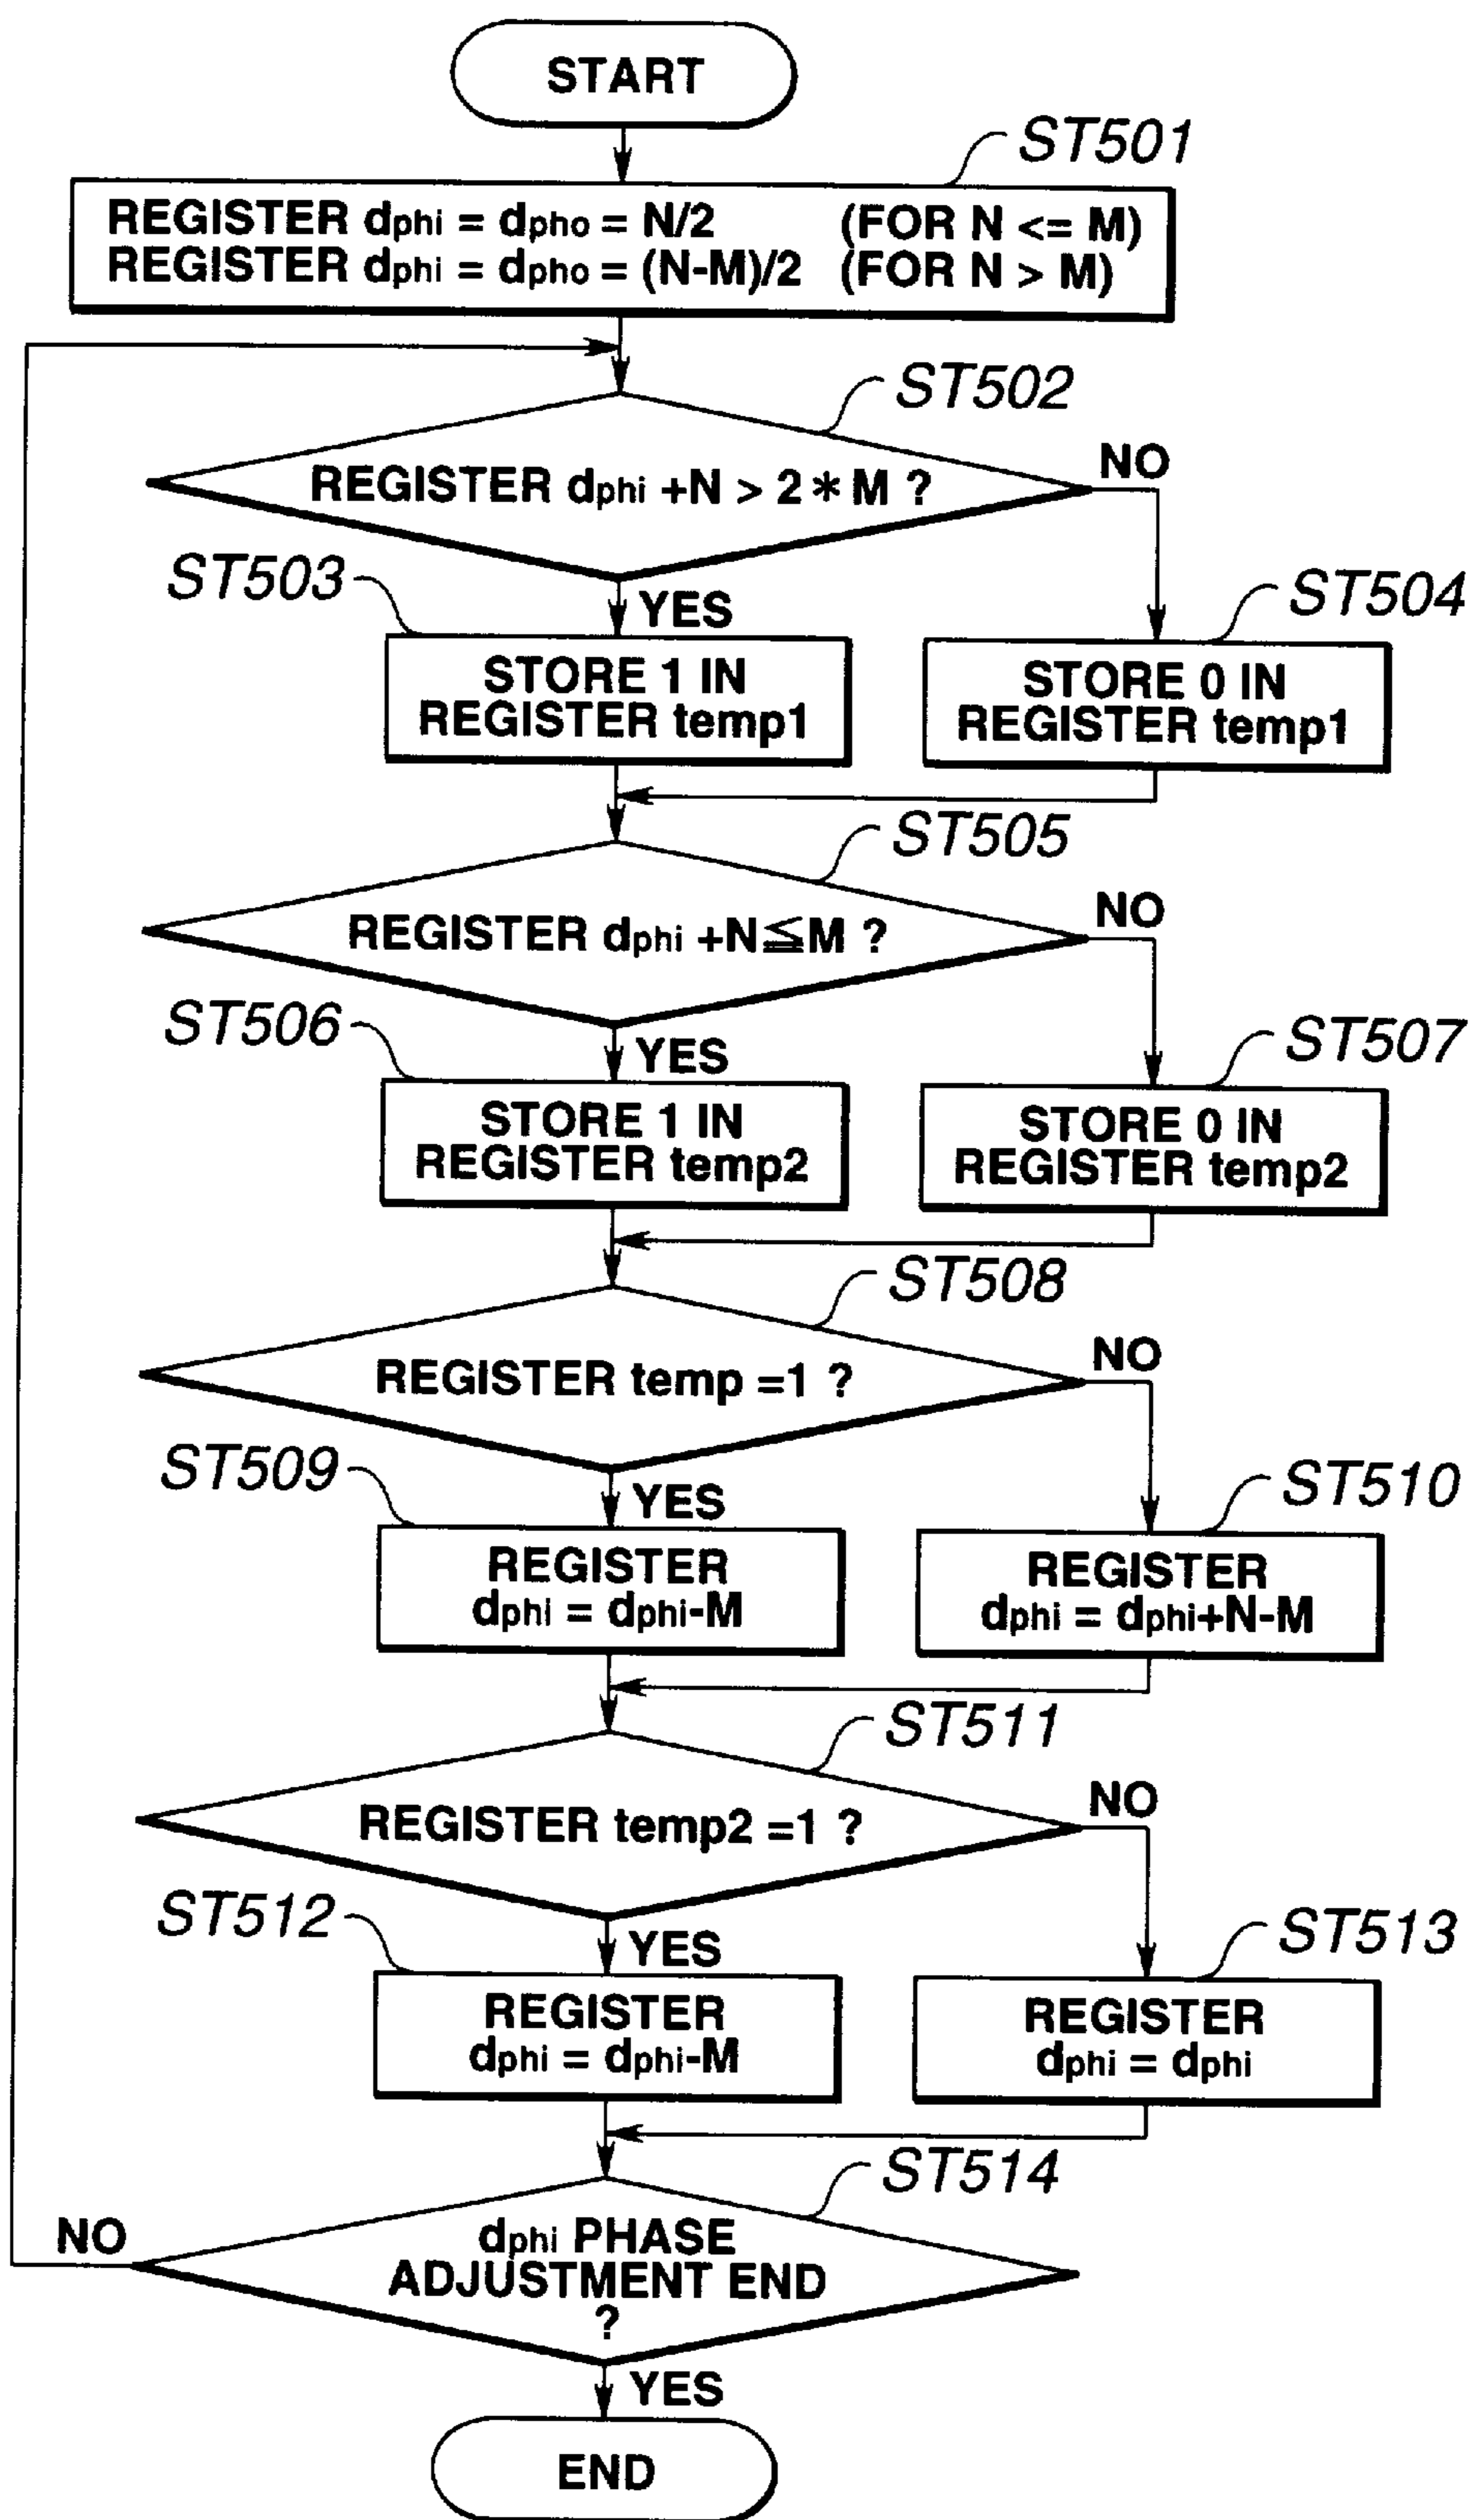 START
ST501
REGISTER dphi = dpho = N/2 (FOR N <= M)
REGISTER dphi = dpho = (N-M)/2 (FOR N > M)
ST502
REGISTER dphi +N > 2*M ?
NO
ST503
YES
ST504
STORE 1 IN
REGISTER temp1
STORE 0 IN
REGISTER temp1
ST505
REGISTER dphi +N≦M ?
NO
ST506
YES
ST507
STORE 1 IN
REGISTER temp2
STORE 0 IN
REGISTER temp2
ST508
REGISTER temp =1 ?
NO
ST509
YES
ST510
REGISTER
dphi = dphi-M
REGISTER
dphi = dphi+N-M
ST511
REGISTER temp2 =1 ?
NO
ST512
YES
ST513
REGISTER
dphi = dphi-M
REGISTER
dphi = dphi
ST514
NO
dphi PHASE
ADJUSTMENT END
?
YES
END